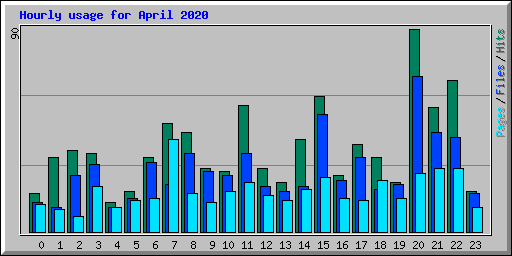 Hourly usage for April 2020
90
Pages/Files/Hits
0 1 2 3 4 5 6 7 8 9 10 11 12 13 14 15 16 17 18 19 20 21 22 23